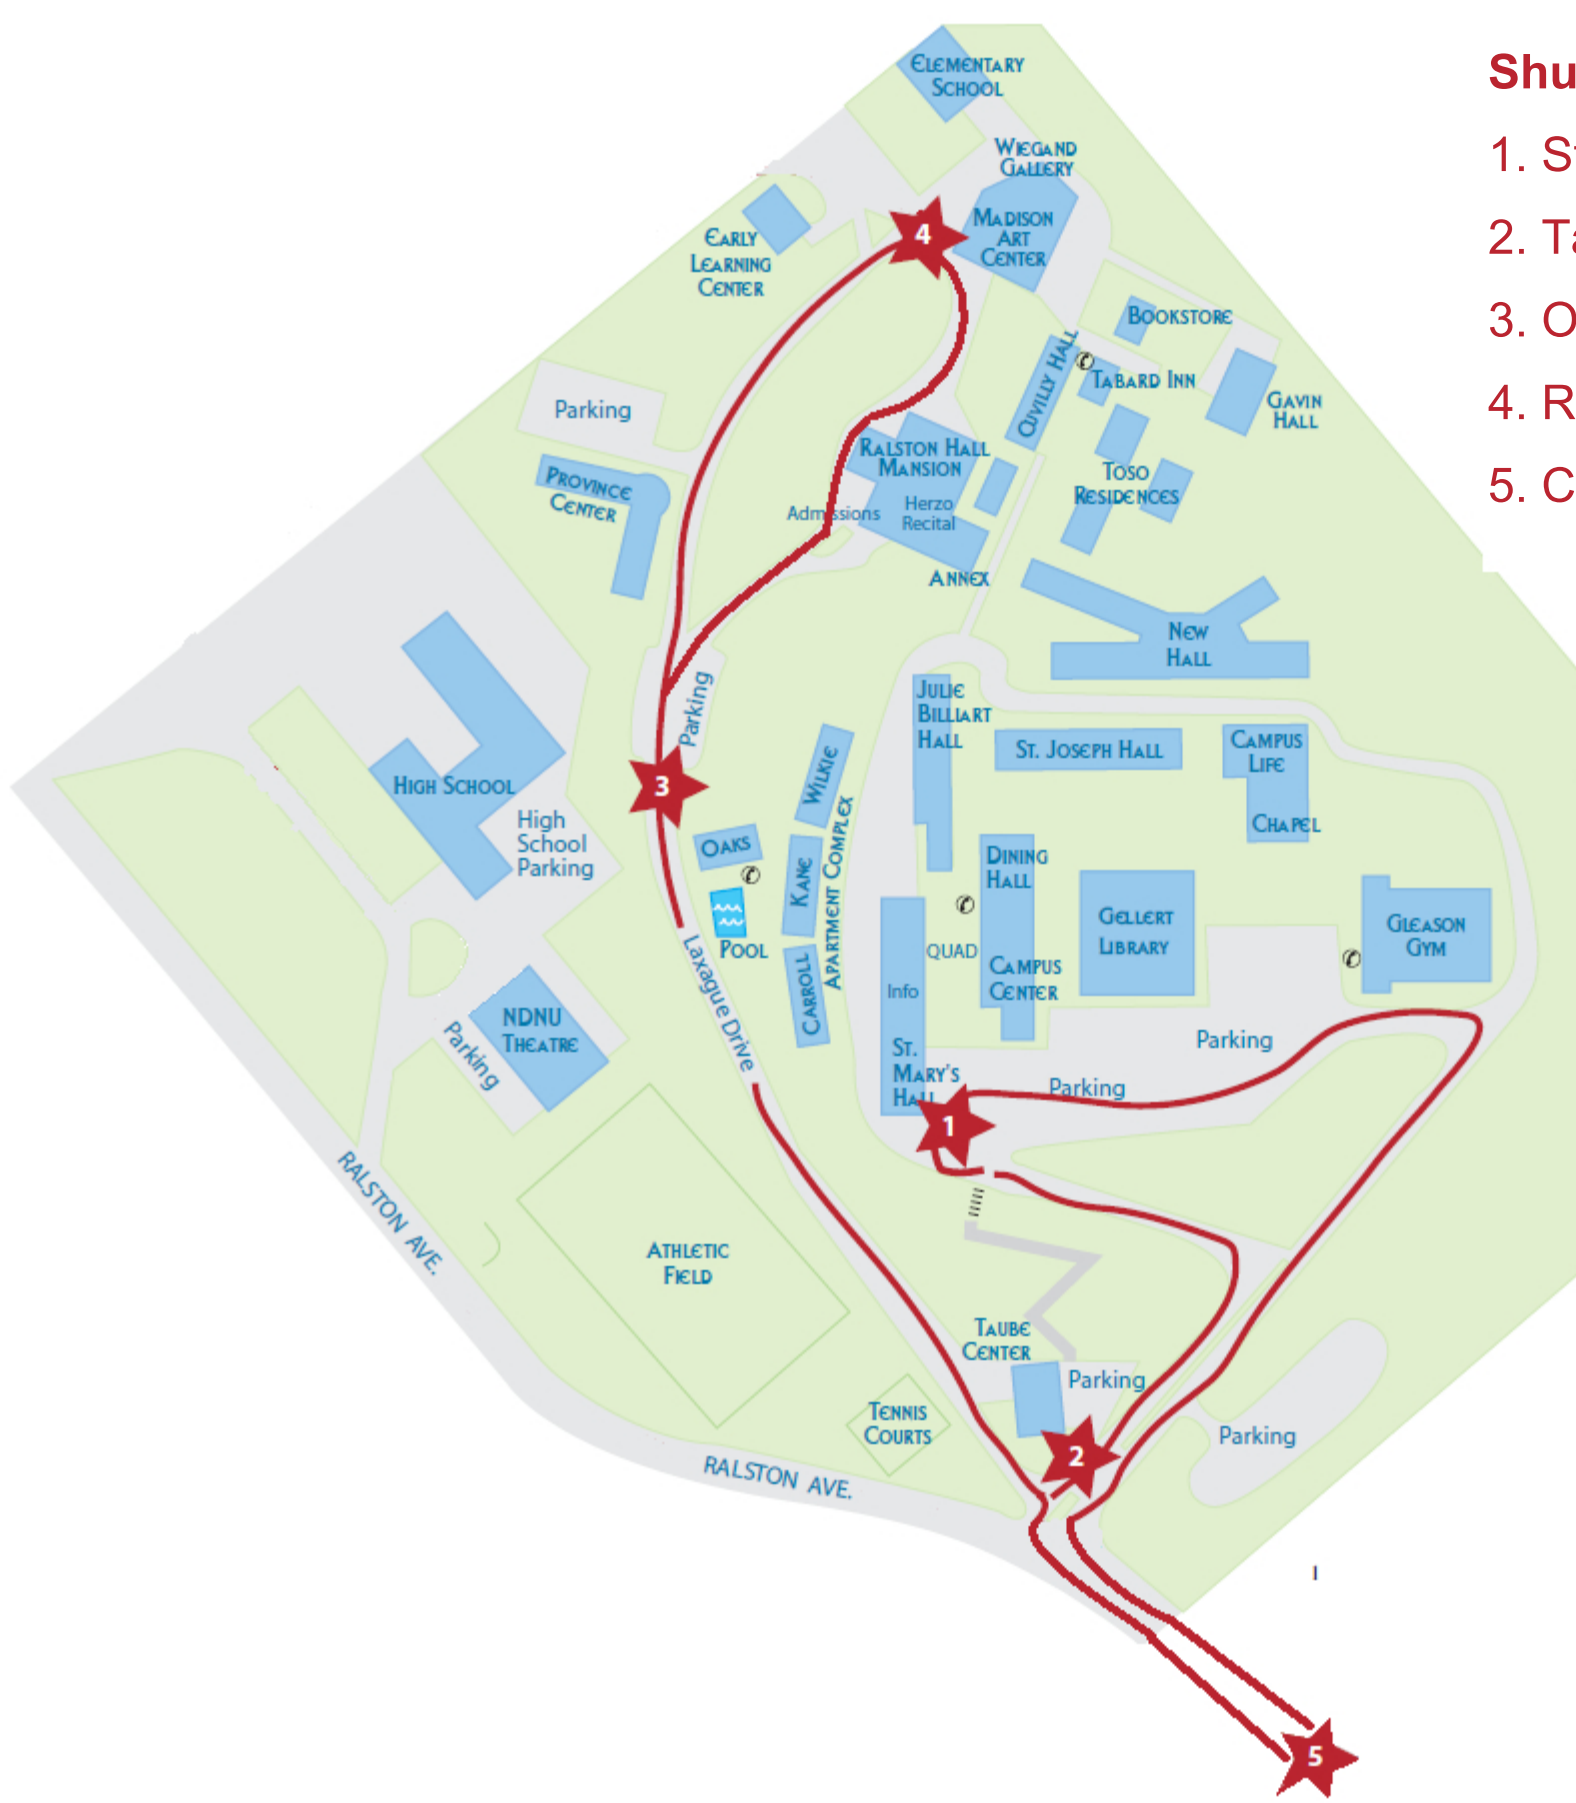 Shu
1. St
2. Ta
3. O
4. R
5. C
ELEMENTARY
SCHOOL
WIEGAND
GALLERY
MADISON
ART
CENTER
4
EARLY
LEARNING
CENTER
BOOKSTORE
CUVILLY HALL
TABARD INN
GAVIN
HALL
Parking
RALSTON HALL
MANSION
Herzo
Recital
Admissions
ANNEX
TOSO
RESIDENCES
PROVINCE
CENTER
NEW
HALL
Parking
JULIE
BILLIART
HALL
ST. JOSEPH HALL
CAMPUS
LIFE
CHAPEL
HIGH SCHOOL
High
School
Parking
3
WILKIE
OAKS
KANE
APARTMENT COMPLEX
CARROLL
POOL
DINING
HALL
QUAD
CAMPUS
CENTER
GELLERT
LIBRARY
GLEASON
GYM
Info
ST.
MARY'S
HALL
Laxague Drive
NDNU
THEATRE
Parking
Parking
Parking
1
RALSTON AVE.
ATHLETIC
FIELD
TAUBE
CENTER
Parking
TENNIS
COURTS
2
Parking
RALSTON AVE.
I
5